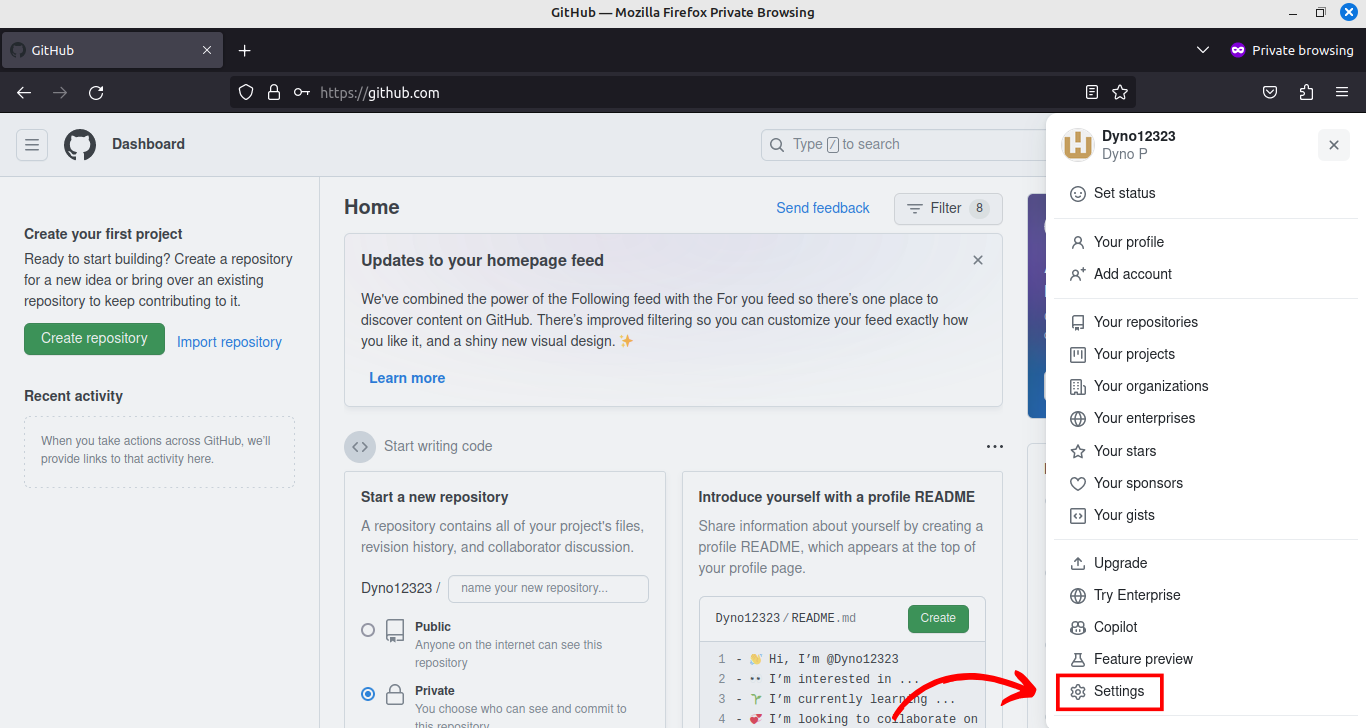 GitHub — Mozilla Firefox Private Browsing
GitHub
Private browsing
https://github.com
Dashboard
Type / to search
Dyno12323
Dyno P
Set status
Your profile
Add account
Your repositories
Your projects
Your organizations
Your enterprises
Your stars
Your sponsors
Your gists
Upgrade
Try Enterprise
Copilot
Feature preview
Settings
Create your first project
Ready to start building? Create a repository
for a new idea or bring over an existing
repository to keep contributing to it.
Create repository
Import repository
Recent activity
When you take actions across GitHub, we'll
provide links to that activity here.
Home
Send feedback
Filter 8
Updates to your homepage feed
We've combined the power of the Following feed with the For you feed so there's one place to
discover content on GitHub. There's improved filtering so you can customize your feed exactly how
you like it, and a shiny new visual design. ✨
Learn more
Start writing code
Start a new repository
A repository contains all of your project's files,
revision history, and collaborator discussion.
Dyno12323 /
name your new repository...
Public
Anyone on the internet can see this
repository
Private
You choose who can see and commit to
this repository
Introduce yourself with a profile README
Share information about yourself by creating a
profile README, which appears at the top of
your profile page.
Dyno12323 / README.md
Create
1 - 👋 Hi, I'm @Dyno12323
2 - 👀 I'm interested in ...
3 - 🌱 I'm currently learning ...
4 - 💞️ I'm looking to collaborate on